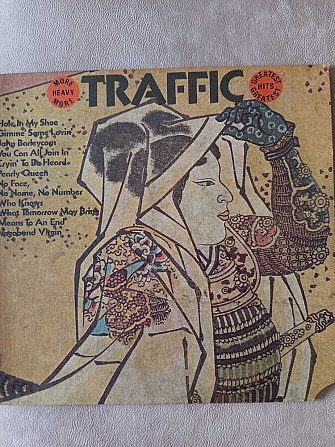 MORE
HEAVY
MORE
TRAFFIC
GREATEST
HITS
GREATEST
Hole In My Shoe
Gimme Some Lovin'
John Barleycorn
You Can All Join In
Cryin' To Be Heard
Pearly Queen
No Face,
No Name, No Number
Who Knows
What Tomorrow May Bring
Means To An End
Vagabond Virgin